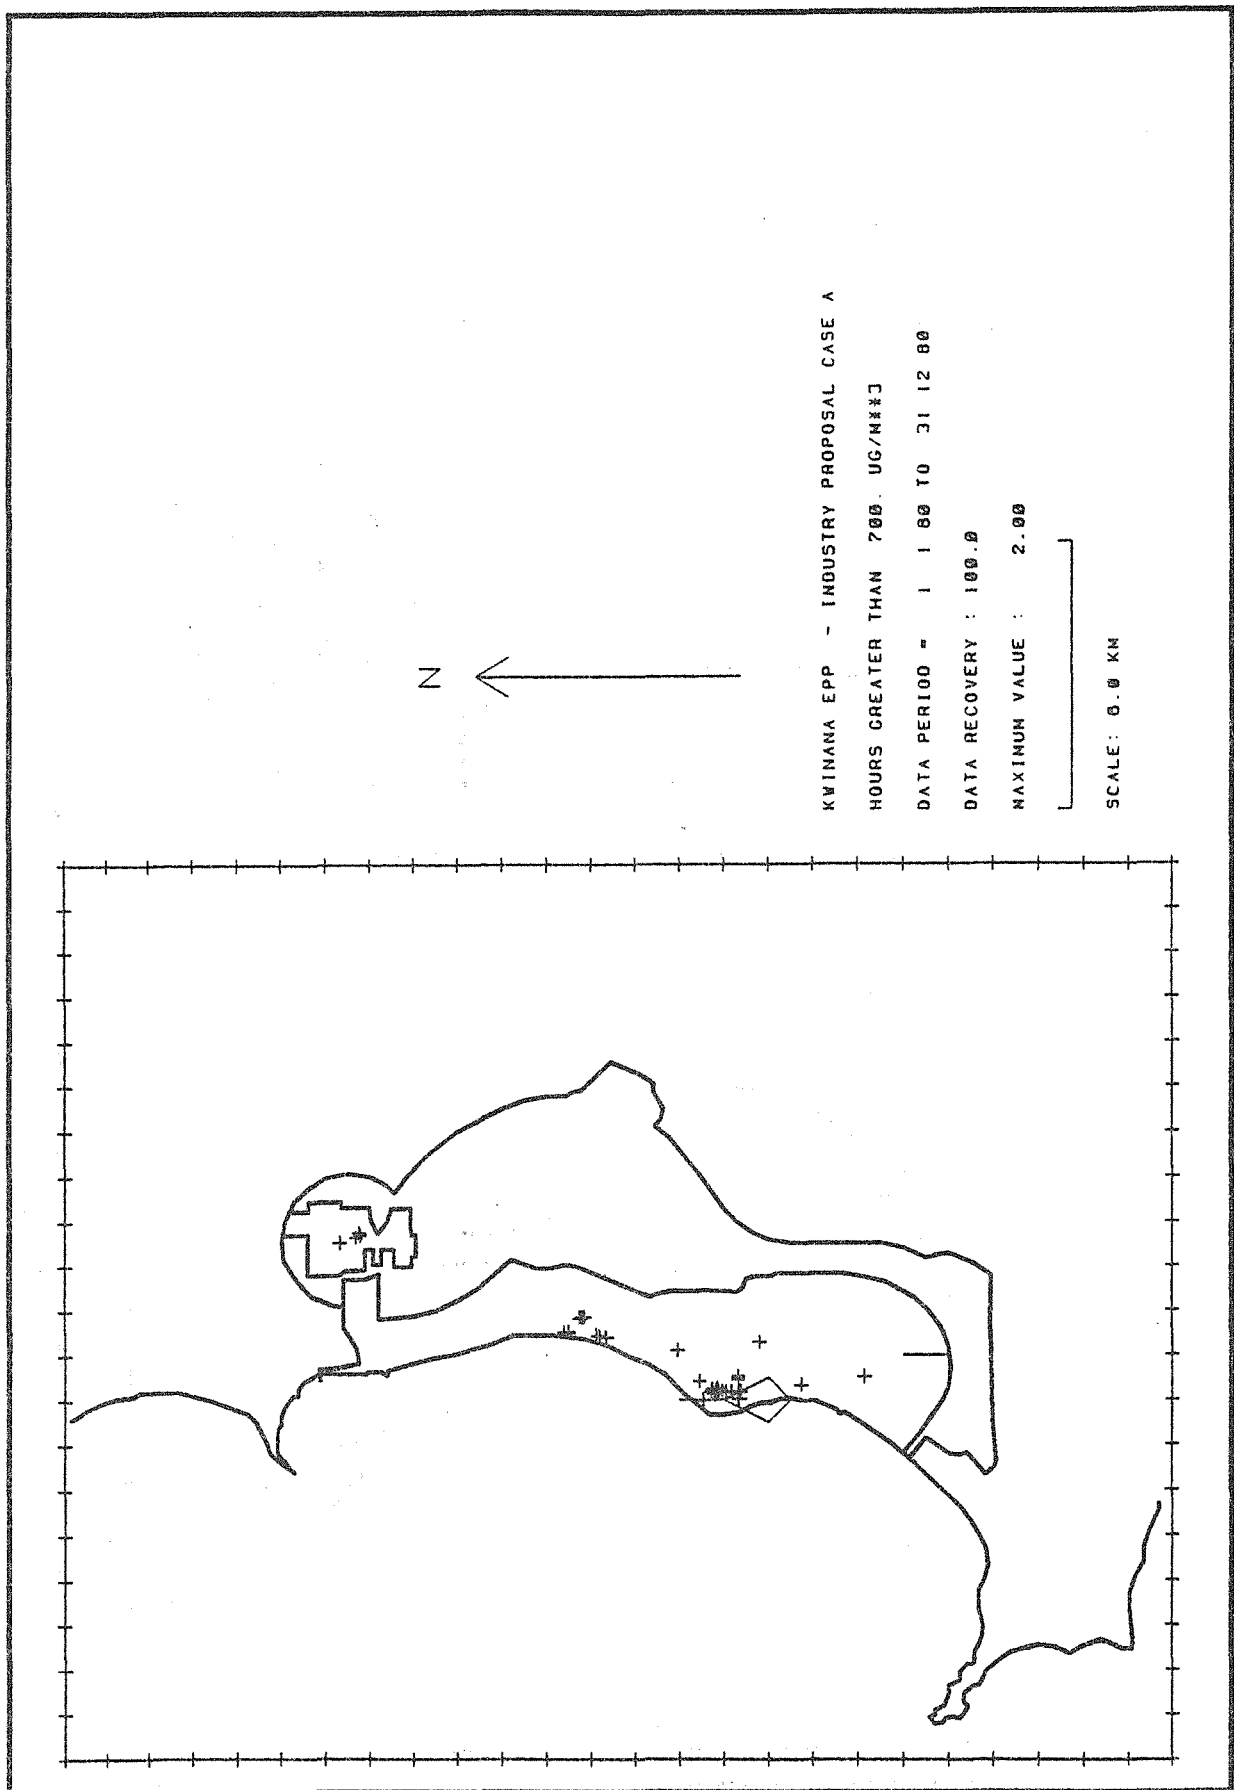 N
KWINANA EPP - INDUSTRY PROPOSAL CASE A
HOURS GREATER THAN 700. UG/M**3
DATA PERIOD = 1 1 80 TO 31 12 80
DATA RECOVERY : 100.0
MAXIMUM VALUE : 2.00
SCALE: 6.0 KM